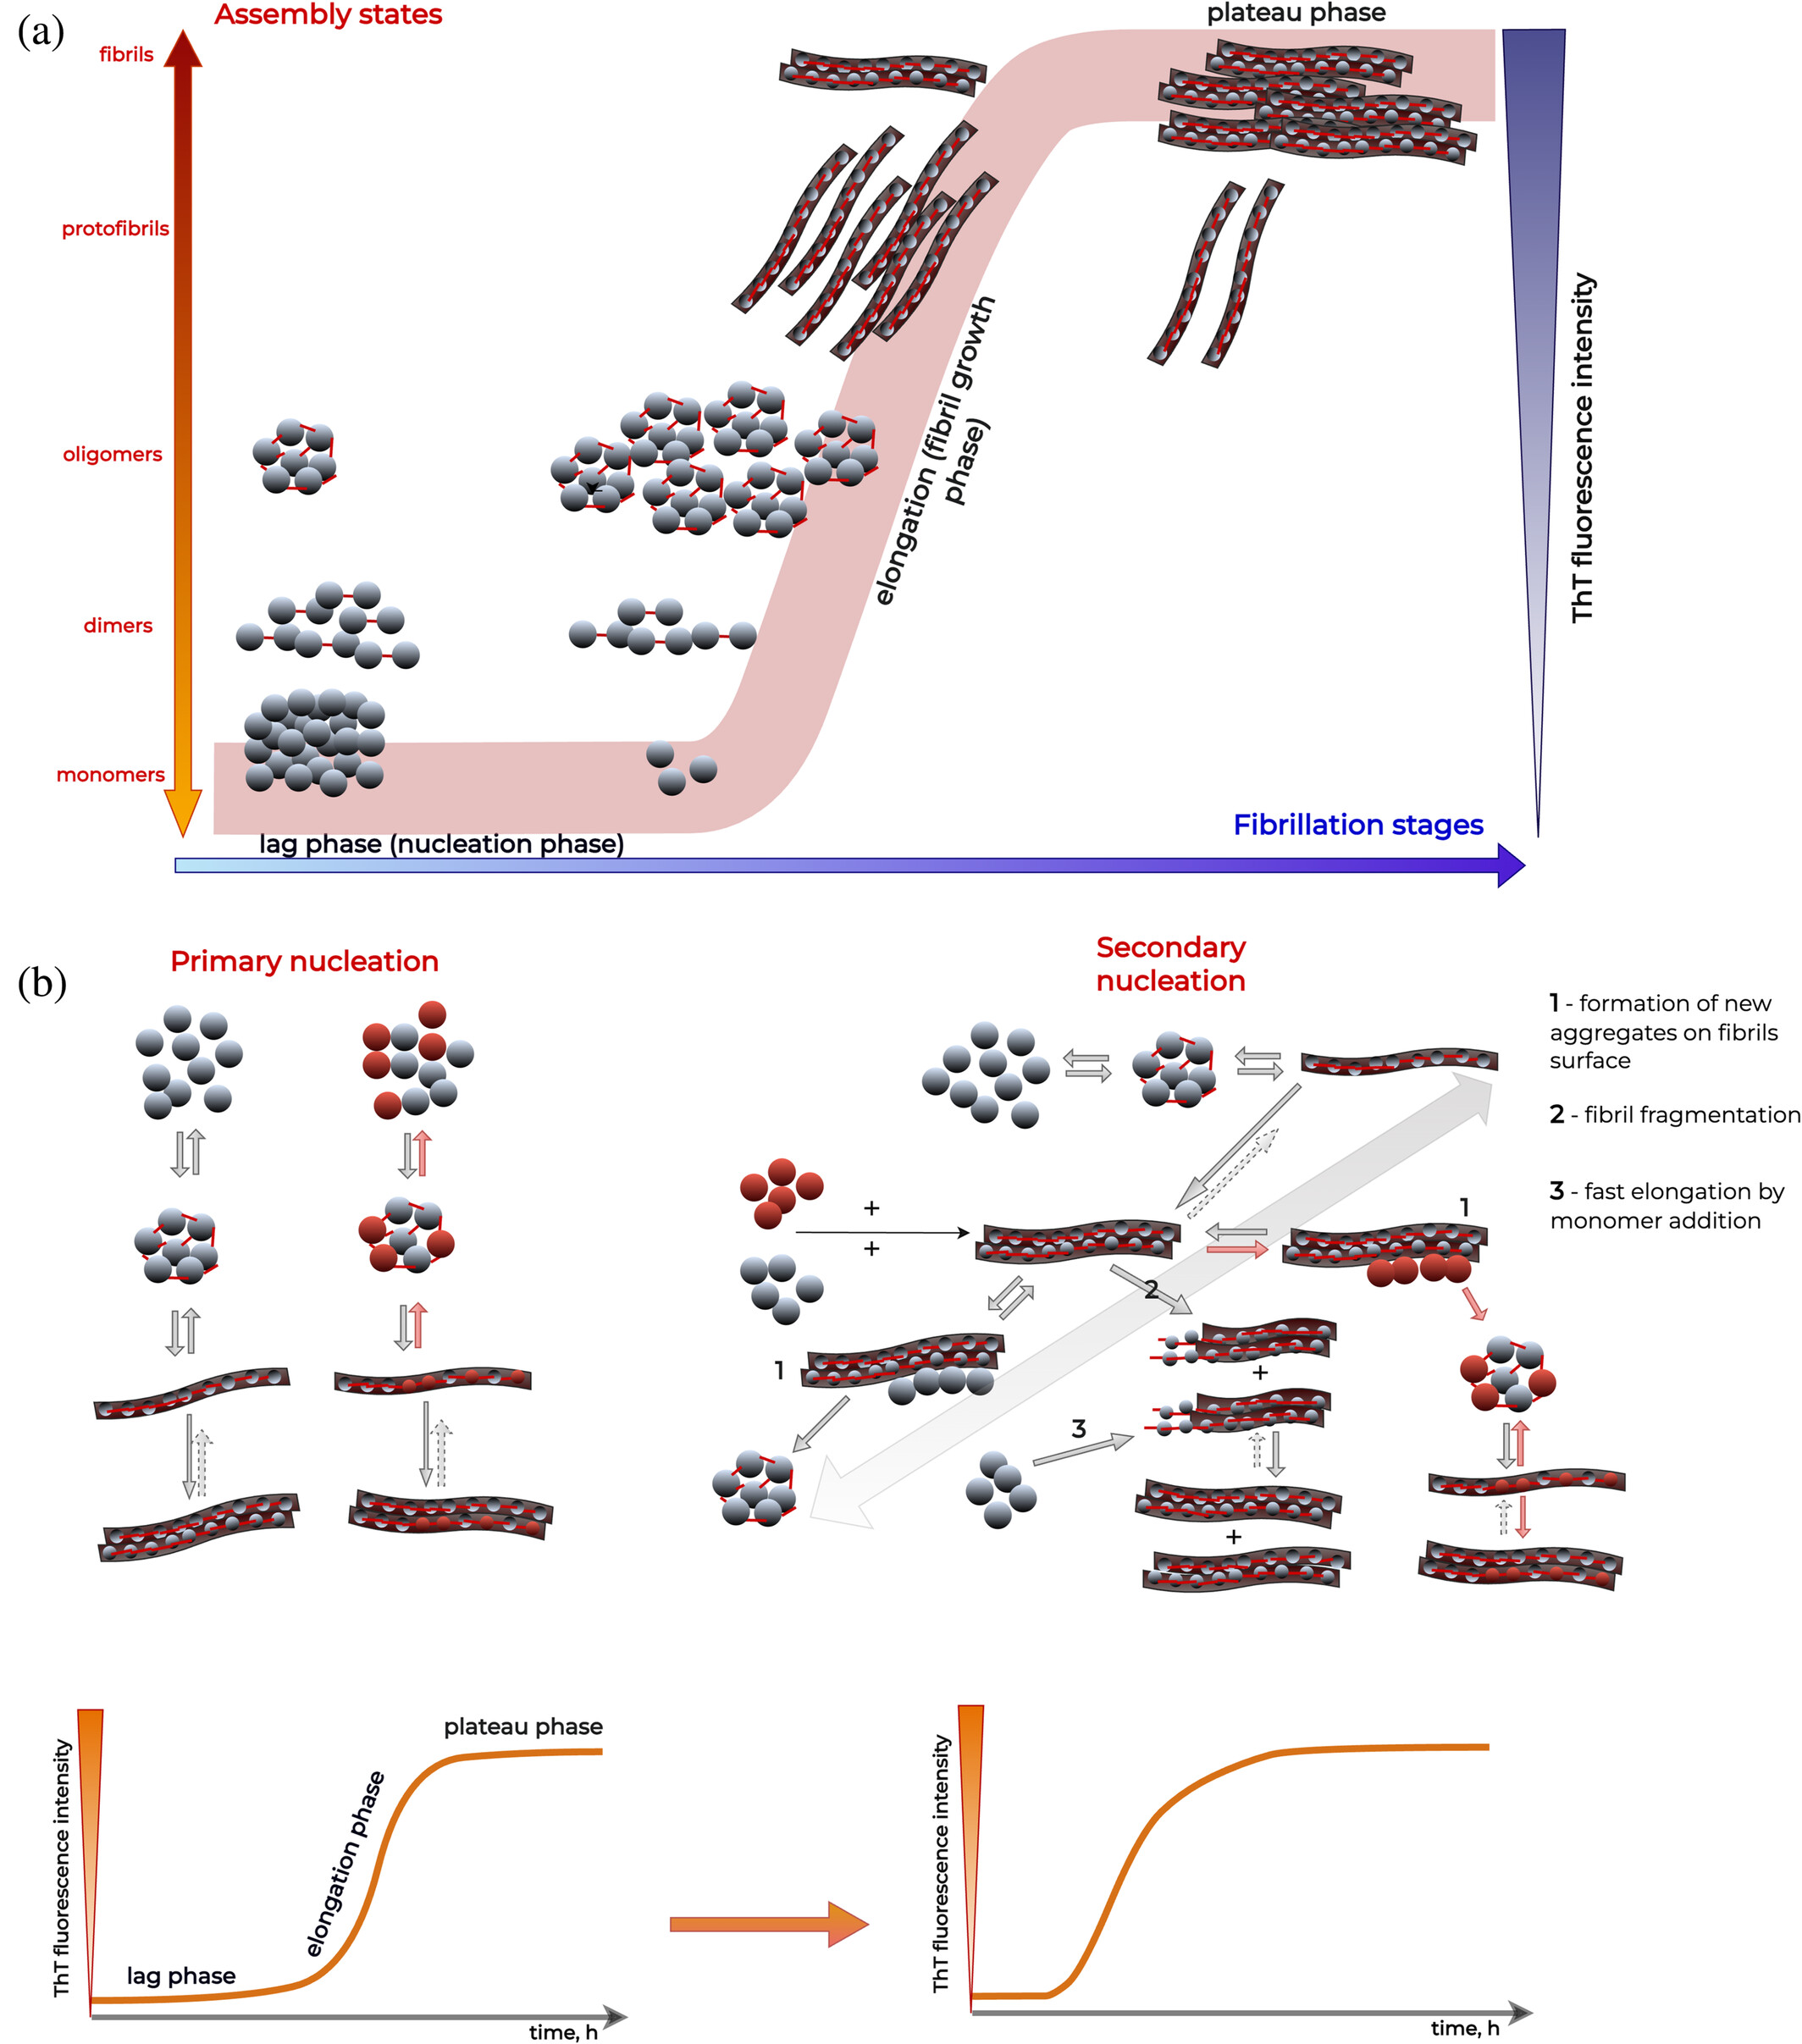 (a)
Assembly states
plateau phase
fibrils
protofibrils
oligomers
dimers
monomers
elongation (fibril growth
phase)
ThT fluorescence intensity
lag phase (nucleation phase)
Fibrillation stages
(b)
Primary nucleation
Secondary
nucleation
1 - formation of new
aggregates on fibrils
surface
2 - fibril fragmentation
3 - fast elongation by
monomer addition
+
+
1
2
1
+
3
+
ThT fluorescence intensity
lag phase
elongation phase
plateau phase
time, h
ThT fluorescence intensity
time, h